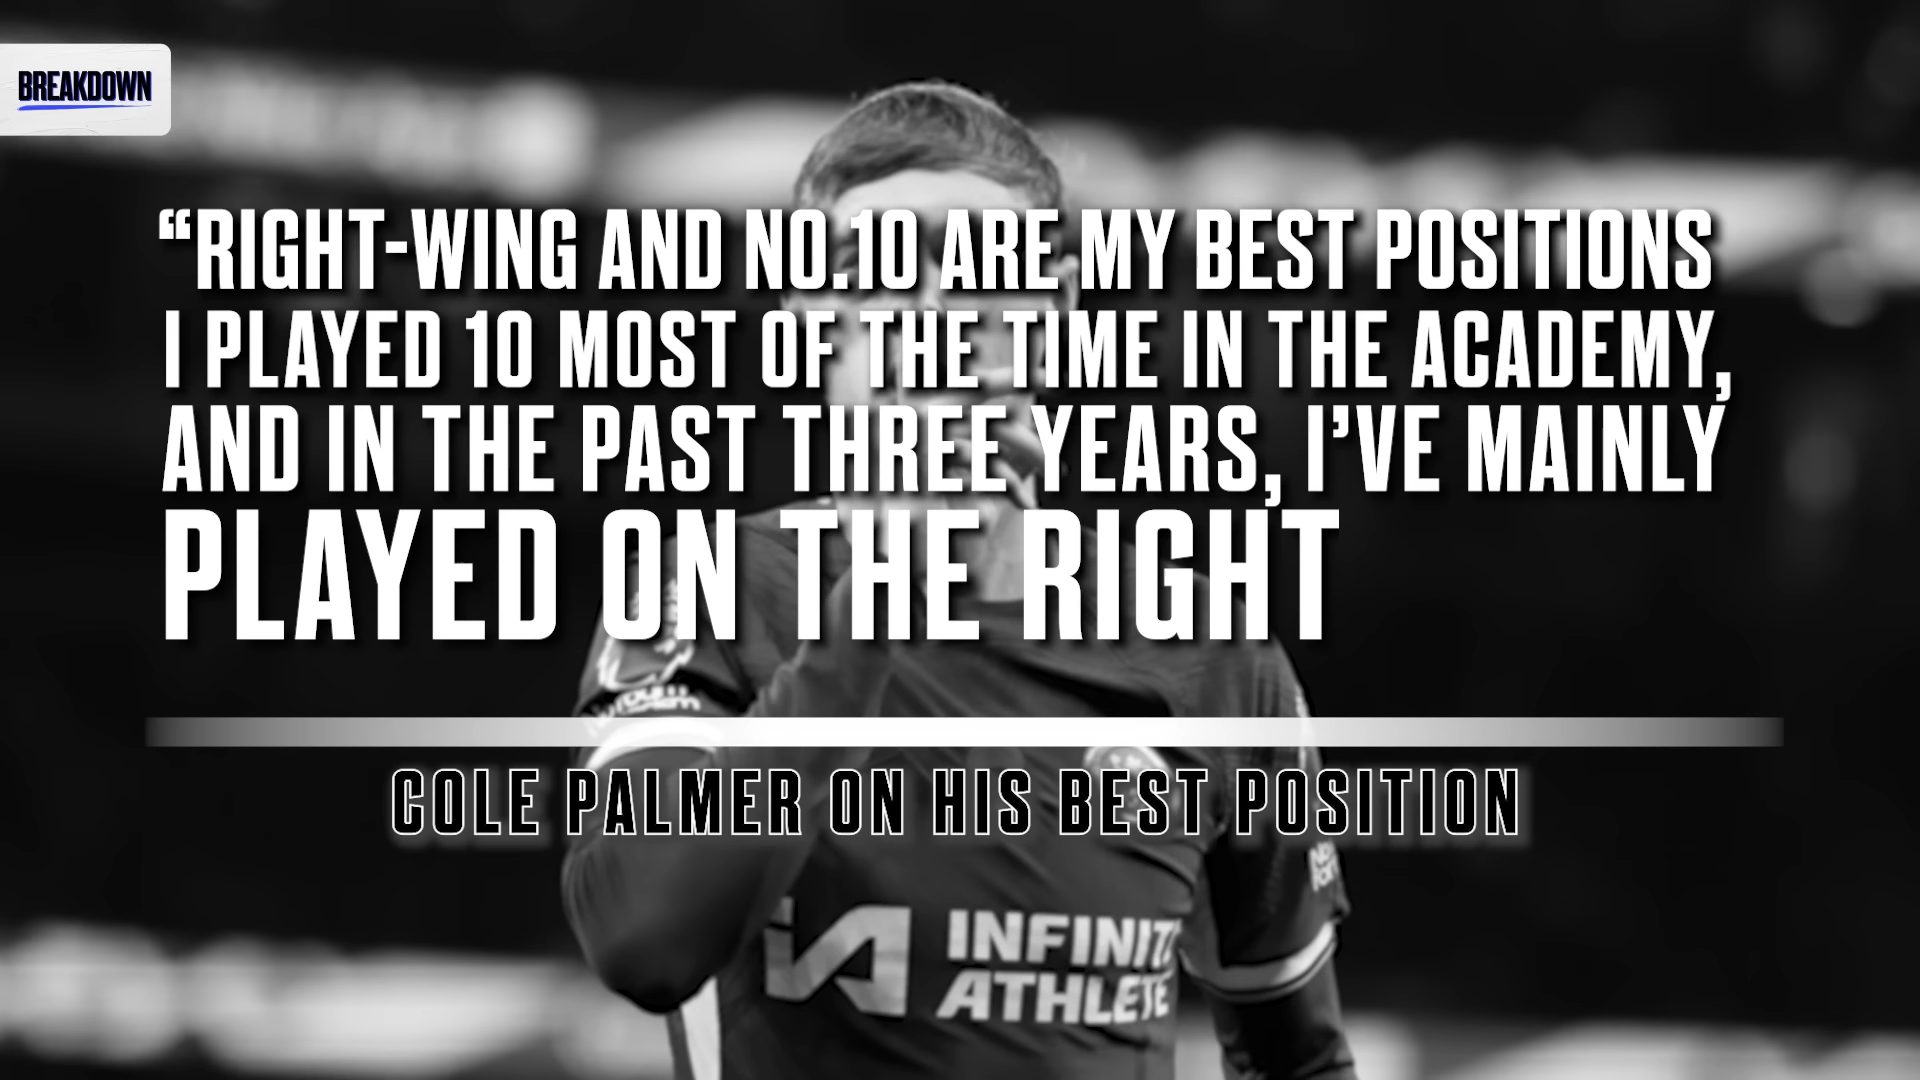 BREAKDOWN
“RIGHT-WING AND NO.10 ARE MY BEST POSITIONS
I PLAYED 10 MOST OF THE TIME IN THE ACADEMY,
AND IN THE PAST THREE YEARS, I’VE MAINLY
PLAYED ON THE RIGHT
COLE PALMER ON HIS BEST POSITION
INFINITE
ATHLETE